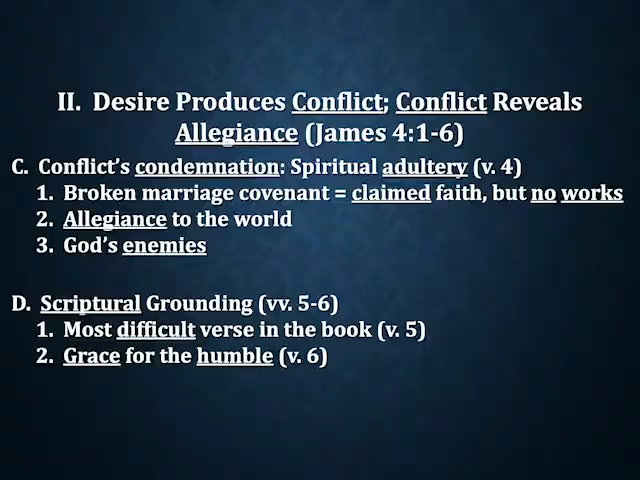 II. Desire Produces Conflict; Conflict Reveals
Allegiance (James 4:1-6)
C. Conflict's condemnation: Spiritual adultery (v. 4)
1. Broken marriage covenant = claimed faith, but no works
2. Allegiance to the world
3. God's enemies
D. Scriptural Grounding (vv. 5-6)
1. Most difficult verse in the book (v. 5)
2. Grace for the humble (v. 6)